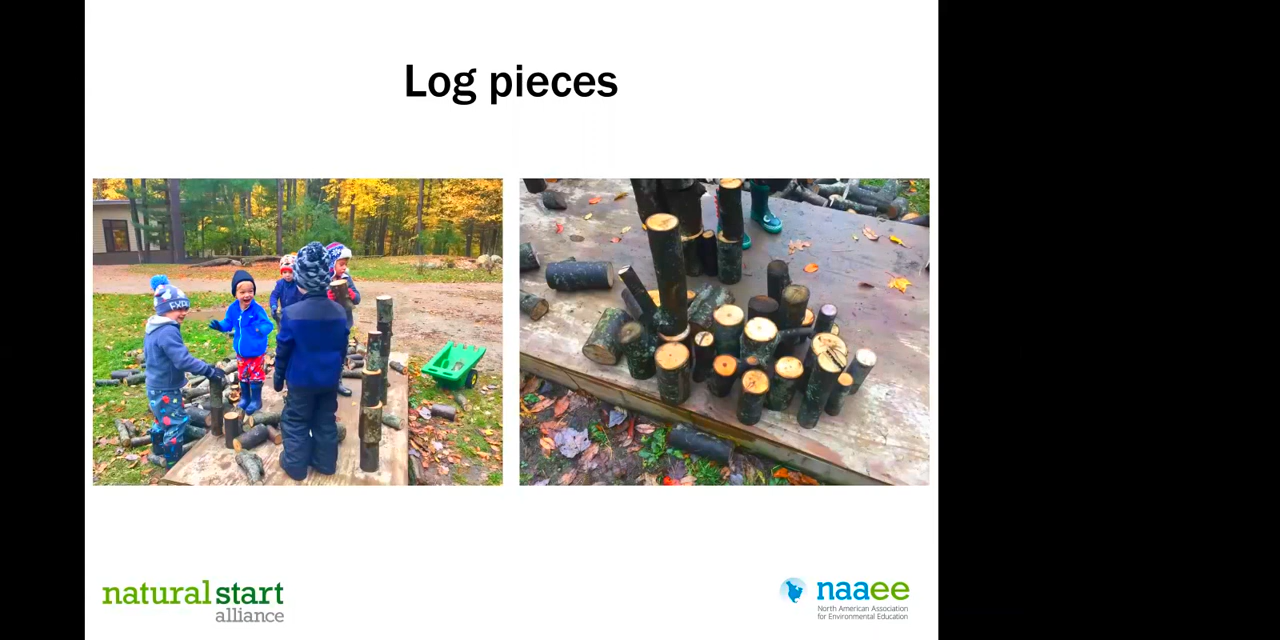 Log pieces
natural start
alliance
naaee
North American Association
for Environmental Education